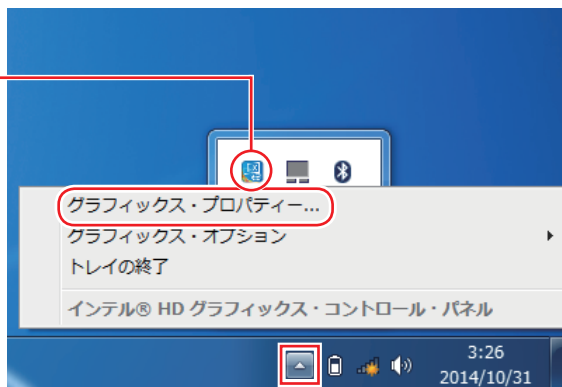 グラフィックス・プロパティー...
グラフィックス・オプション
トレイの終了
インテル® HD グラフィックス・コントロール・パネル
3:26
2014/10/31